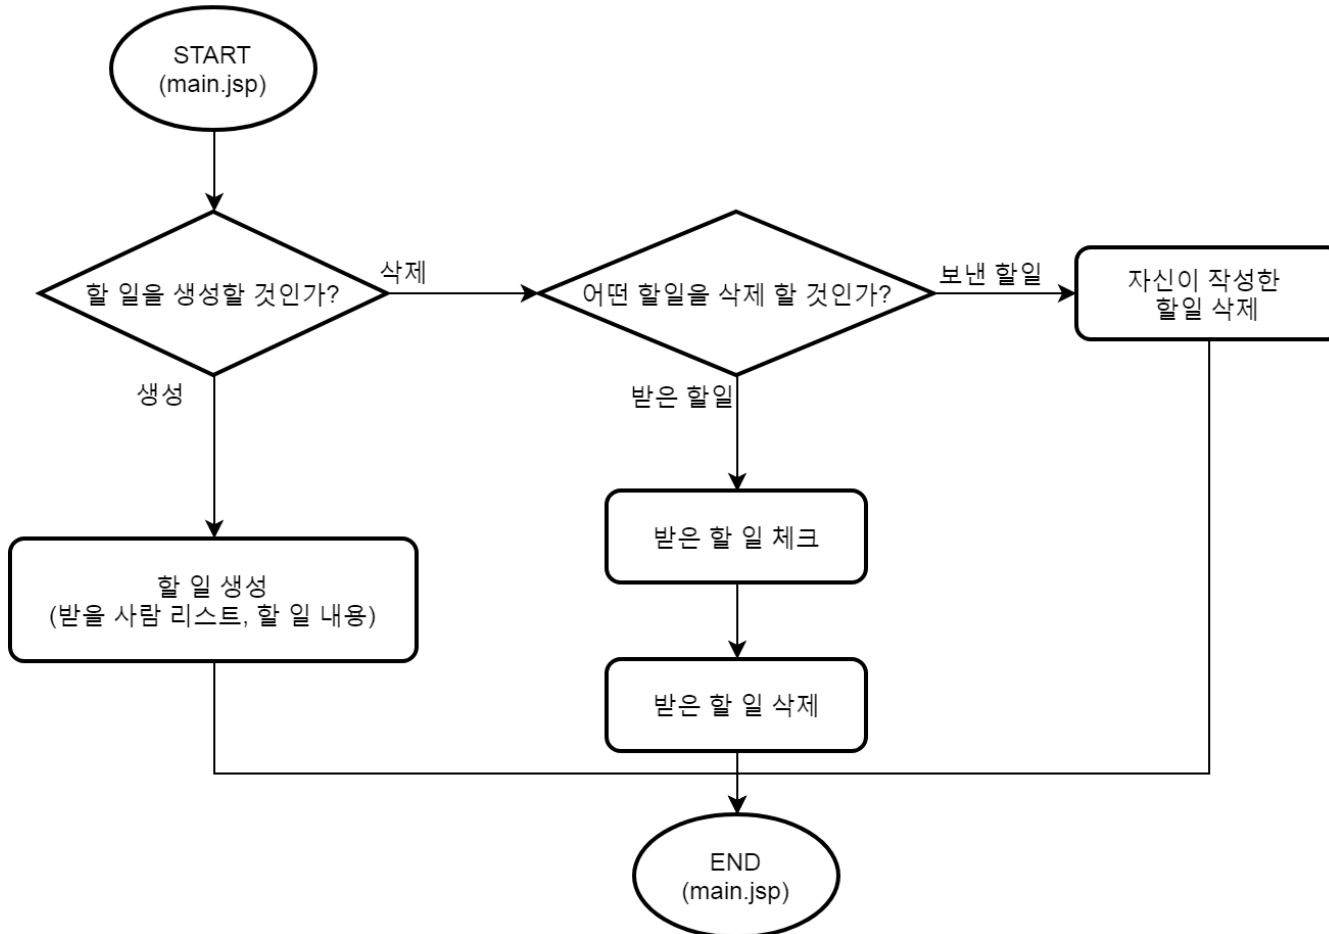 START
(main.jsp)
할 일을 생성할 것인가?
삭제
어떤 할일을 삭제 할 것인가?
보낸 할일
자신이 작성한
할일 삭제
생성
받은 할일
받은 할 일 체크
할 일 생성
(받을 사람 리스트, 할 일 내용)
받은 할 일 삭제
END
(main.jsp)